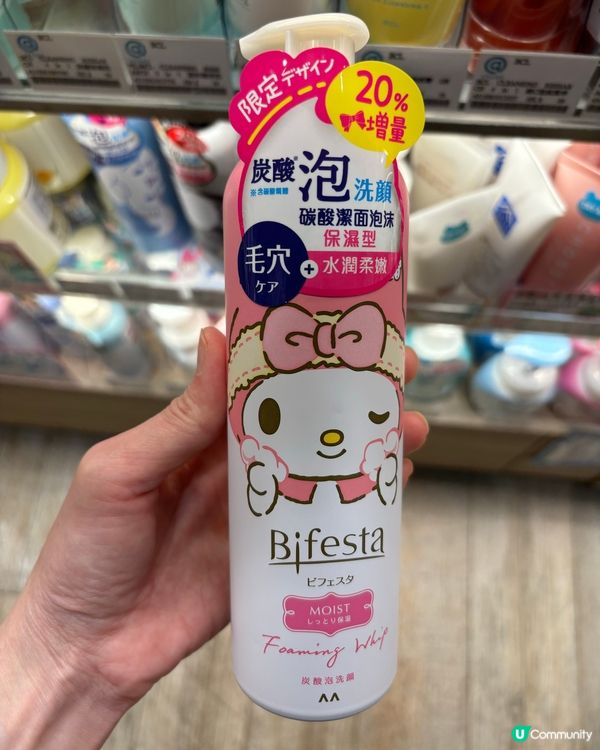 限定デザイン
20%
増量
炭酸※
泡
洗顔
※含碳酸氣體
碳酸潔面泡沫
保濕型
毛穴
ケア
+
水潤柔嫩
Bifesta
ビフェスタ
MOIST
しっとり保湿
Foaming Whip
炭酸泡洗顔
U Community